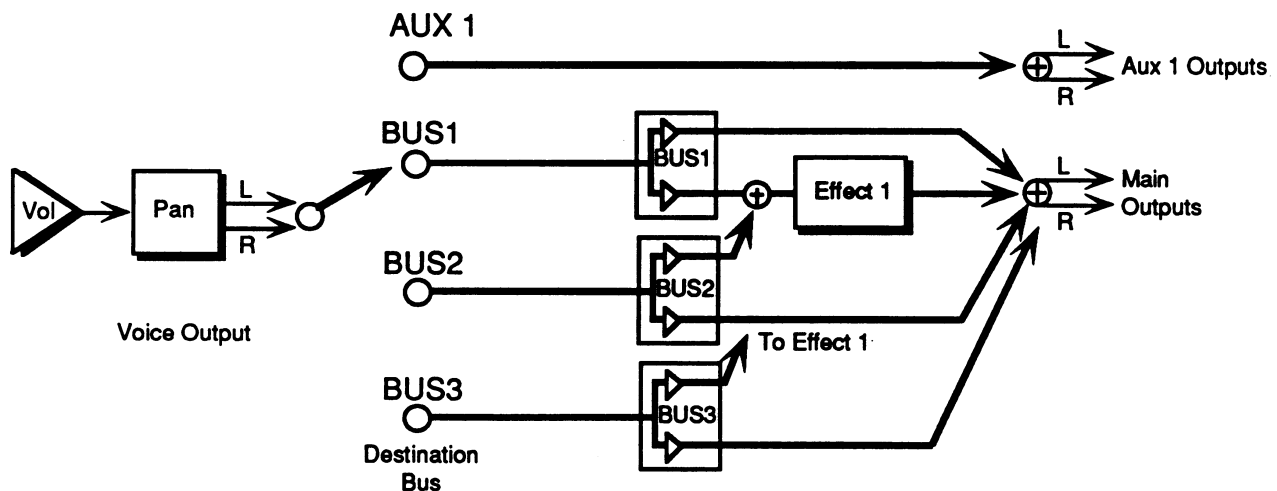 AUX 1
L
R
Aux 1 Outputs
BUS1
BUS1
Effect 1
L
R
Main
Outputs
Vol
Pan
L
R
Voice Output
BUS2
BUS2
To Effect 1
BUS3
BUS3
Destination
Bus